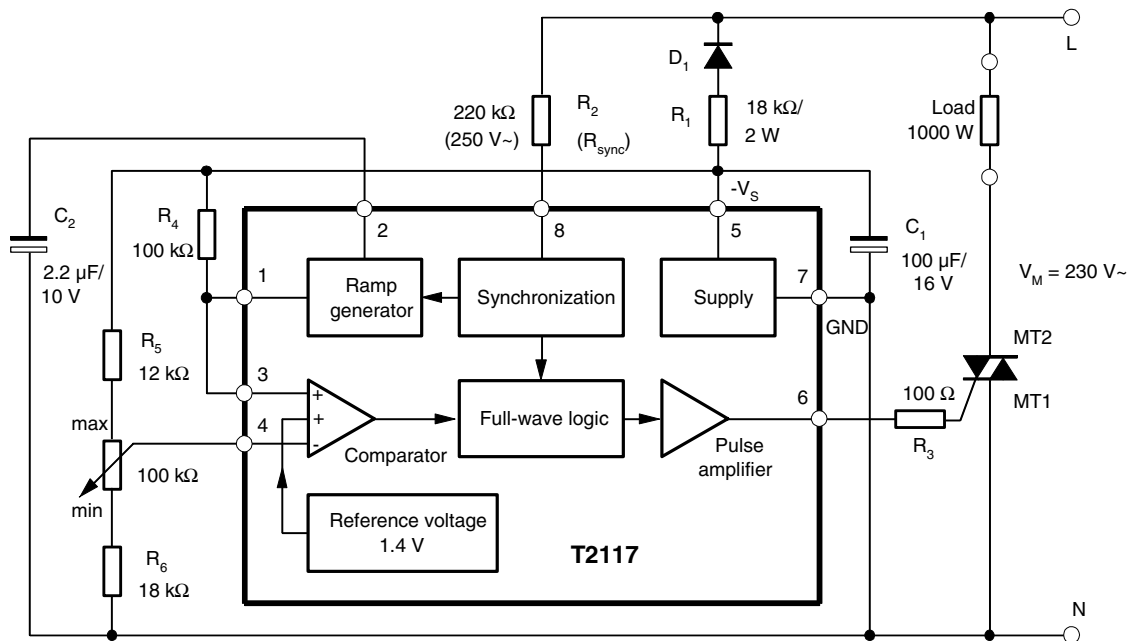 L
D1
220 kΩ
(250 V~)
R2
(Rsync)
R1
18 kΩ/
2 W
Load
1000 W
-VS
C2
2.2 µF/
10 V
R4
100 kΩ
2
8
5
C1
100 µF/
16 V
VM = 230 V~
1
Ramp
generator
Synchronization
Supply
7
GND
R5
12 kΩ
MT2
MT1
3
+
+
-
4
Comparator
Full-wave logic
Pulse
amplifier
6
100 Ω
R3
max
100 kΩ
min
Reference voltage
1.4 V
T2117
R6
18 kΩ
N